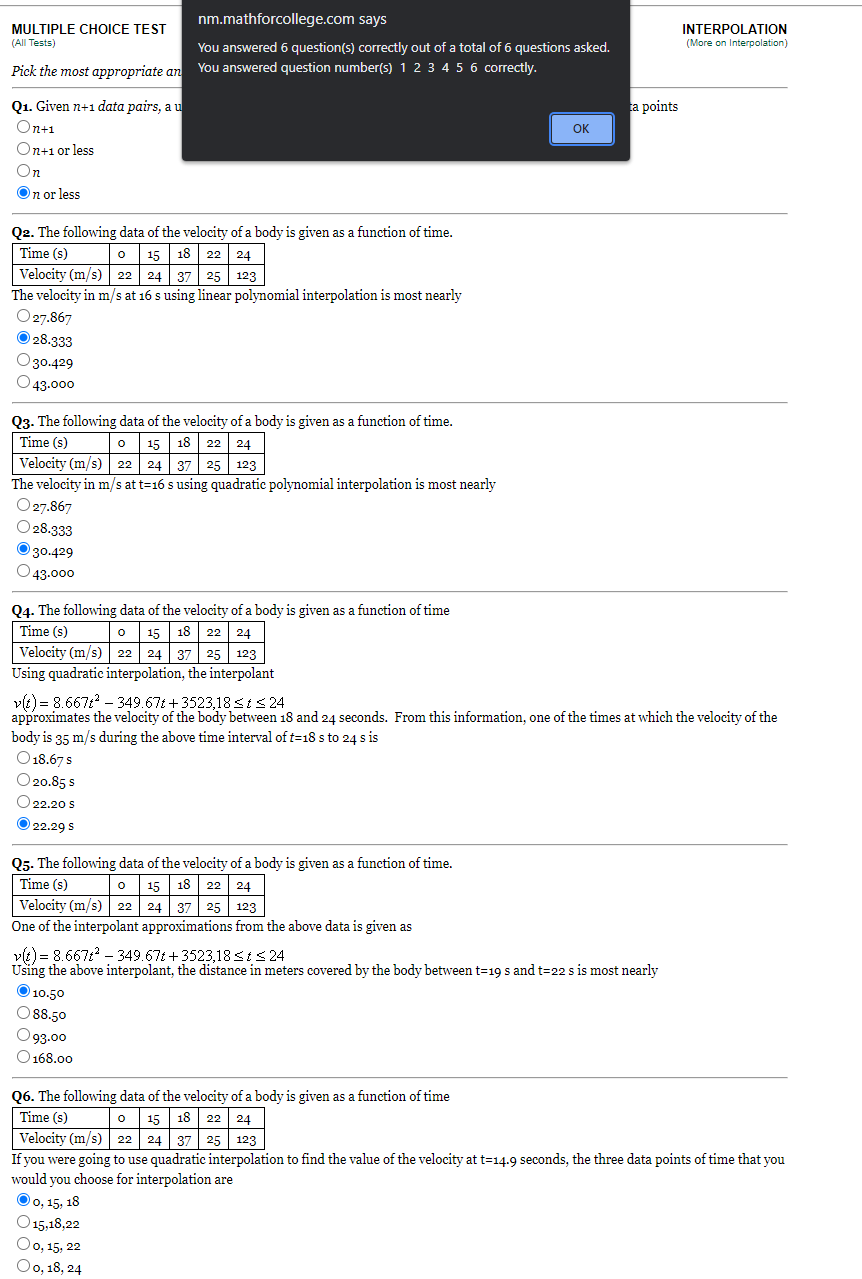 MULTIPLE CHOICE TEST
(All Tests)
nm.mathforcollege.com says
You answered 6 question(s) correctly out of a total of 6 questions asked.
You answered question number(s) 1 2 3 4 5 6 correctly.
OK
INTERPOLATION
(More on Interpolation)
Pick the most appropriate an
Q1. Given n+1 data pairs, a u
a points
n+1
n+1 or less
n
n or less
Q2. The following data of the velocity of a body is given as a function of time.
Time (s) 0 15 18 22 24
Velocity (m/s) 22 24 37 25 123
The velocity in m/s at 16 s using linear polynomial interpolation is most nearly
27.867
28.333
30.429
43.000
Q3. The following data of the velocity of a body is given as a function of time.
Time (s) 0 15 18 22 24
Velocity (m/s) 22 24 37 25 123
The velocity in m/s at t=16 s using quadratic polynomial interpolation is most nearly
27.867
28.333
30.429
43.000
Q4. The following data of the velocity of a body is given as a function of time
Time (s) 0 15 18 22 24
Velocity (m/s) 22 24 37 25 123
Using quadratic interpolation, the interpolant
v(t) = 8.667t² − 349.67t + 3523, 18 ≤ t ≤ 24
approximates the velocity of the body between 18 and 24 seconds. From this information, one of the times at which the velocity of the
body is 35 m/s during the above time interval of t=18 s to 24 s is
18.67 s
20.85 s
22.20 s
22.29 s
Q5. The following data of the velocity of a body is given as a function of time.
Time (s) 0 15 18 22 24
Velocity (m/s) 22 24 37 25 123
One of the interpolant approximations from the above data is given as
v(t) = 8.667t² − 349.67t + 3523, 18 ≤ t ≤ 24
Using the above interpolant, the distance in meters covered by the body between t=19 s and t=22 s is most nearly
10.50
88.50
93.00
168.00
Q6. The following data of the velocity of a body is given as a function of time
Time (s) 0 15 18 22 24
Velocity (m/s) 22 24 37 25 123
If you were going to use quadratic interpolation to find the value of the velocity at t=14.9 seconds, the three data points of time that you
would you choose for interpolation are
0, 15, 18
15,18,22
0, 15, 22
0, 18, 24